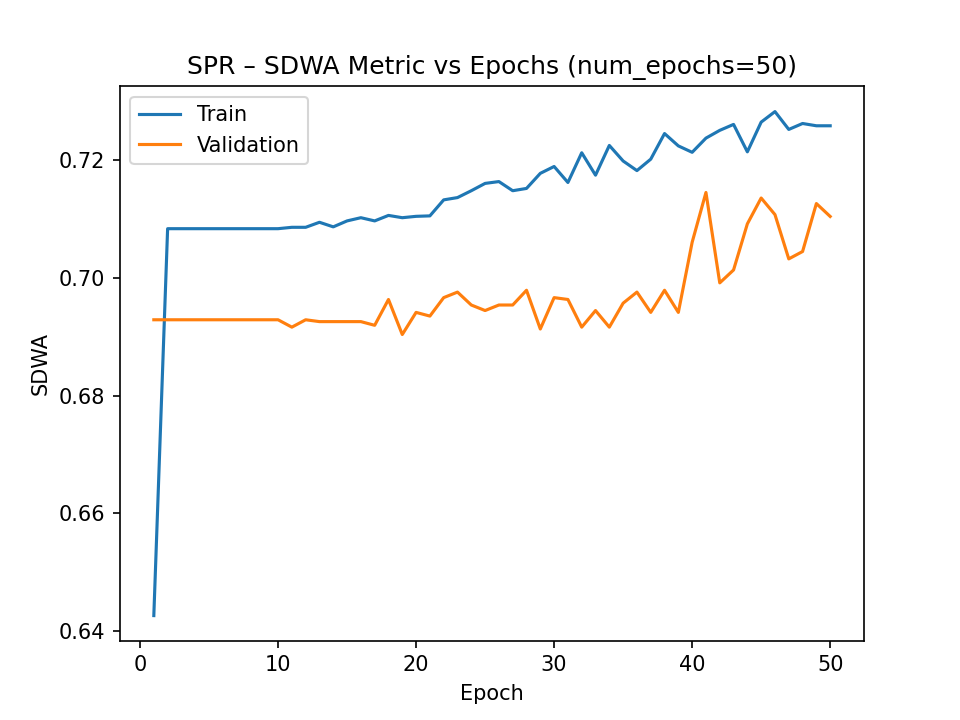 SPR – SDWA Metric vs Epochs (num_epochs=50)
Train
Validation
SDWA
0.72
0.70
0.68
0.66
0.64
0 10 20 30 40 50
Epoch